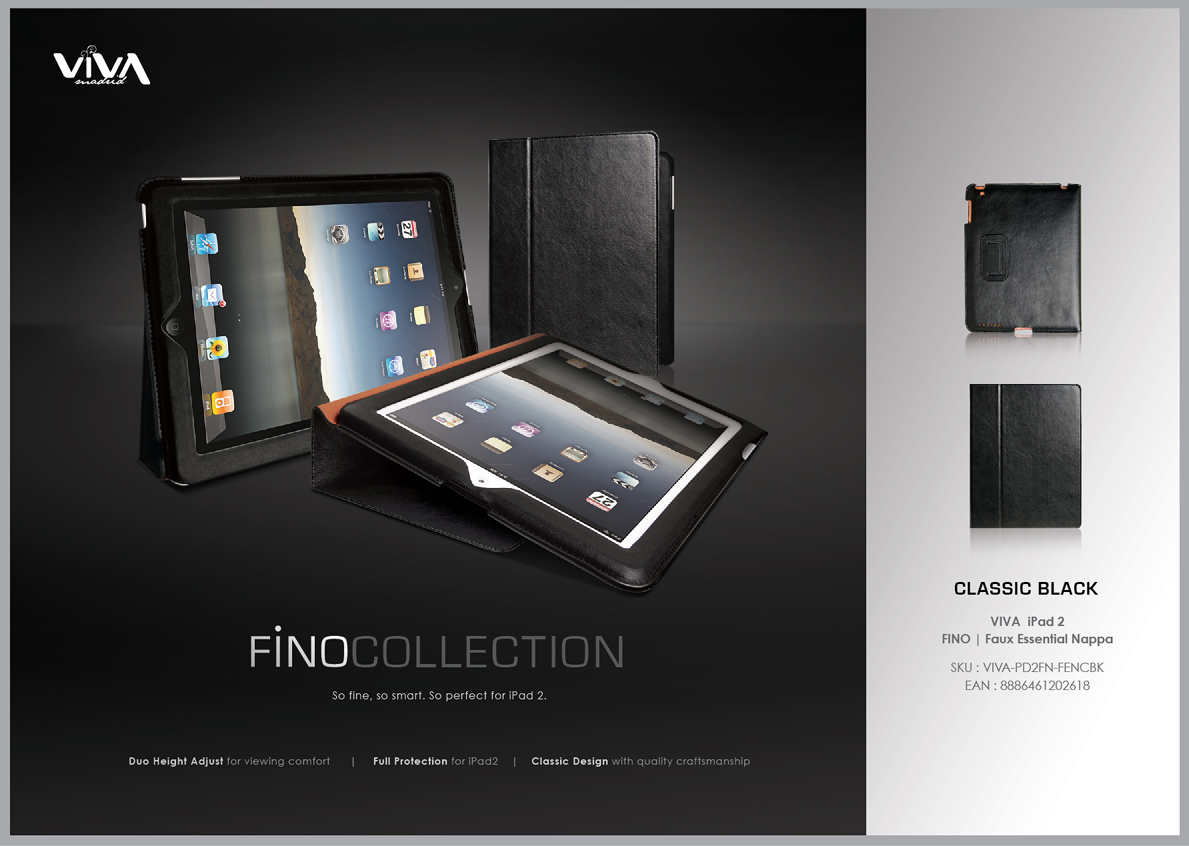 VIVA
madrid
27
27
FINOCOLLECTION
So fine, so smart. So perfect for iPad 2.
Duo Height Adjust for viewing comfort | Full Protection for iPad2 | Classic Design with quality craftsmanship
CLASSIC BLACK
VIVA iPad 2
FINO | Faux Essential Nappa
SKU : VIVA-PD2FN-FENCBK
EAN : 8886461202618